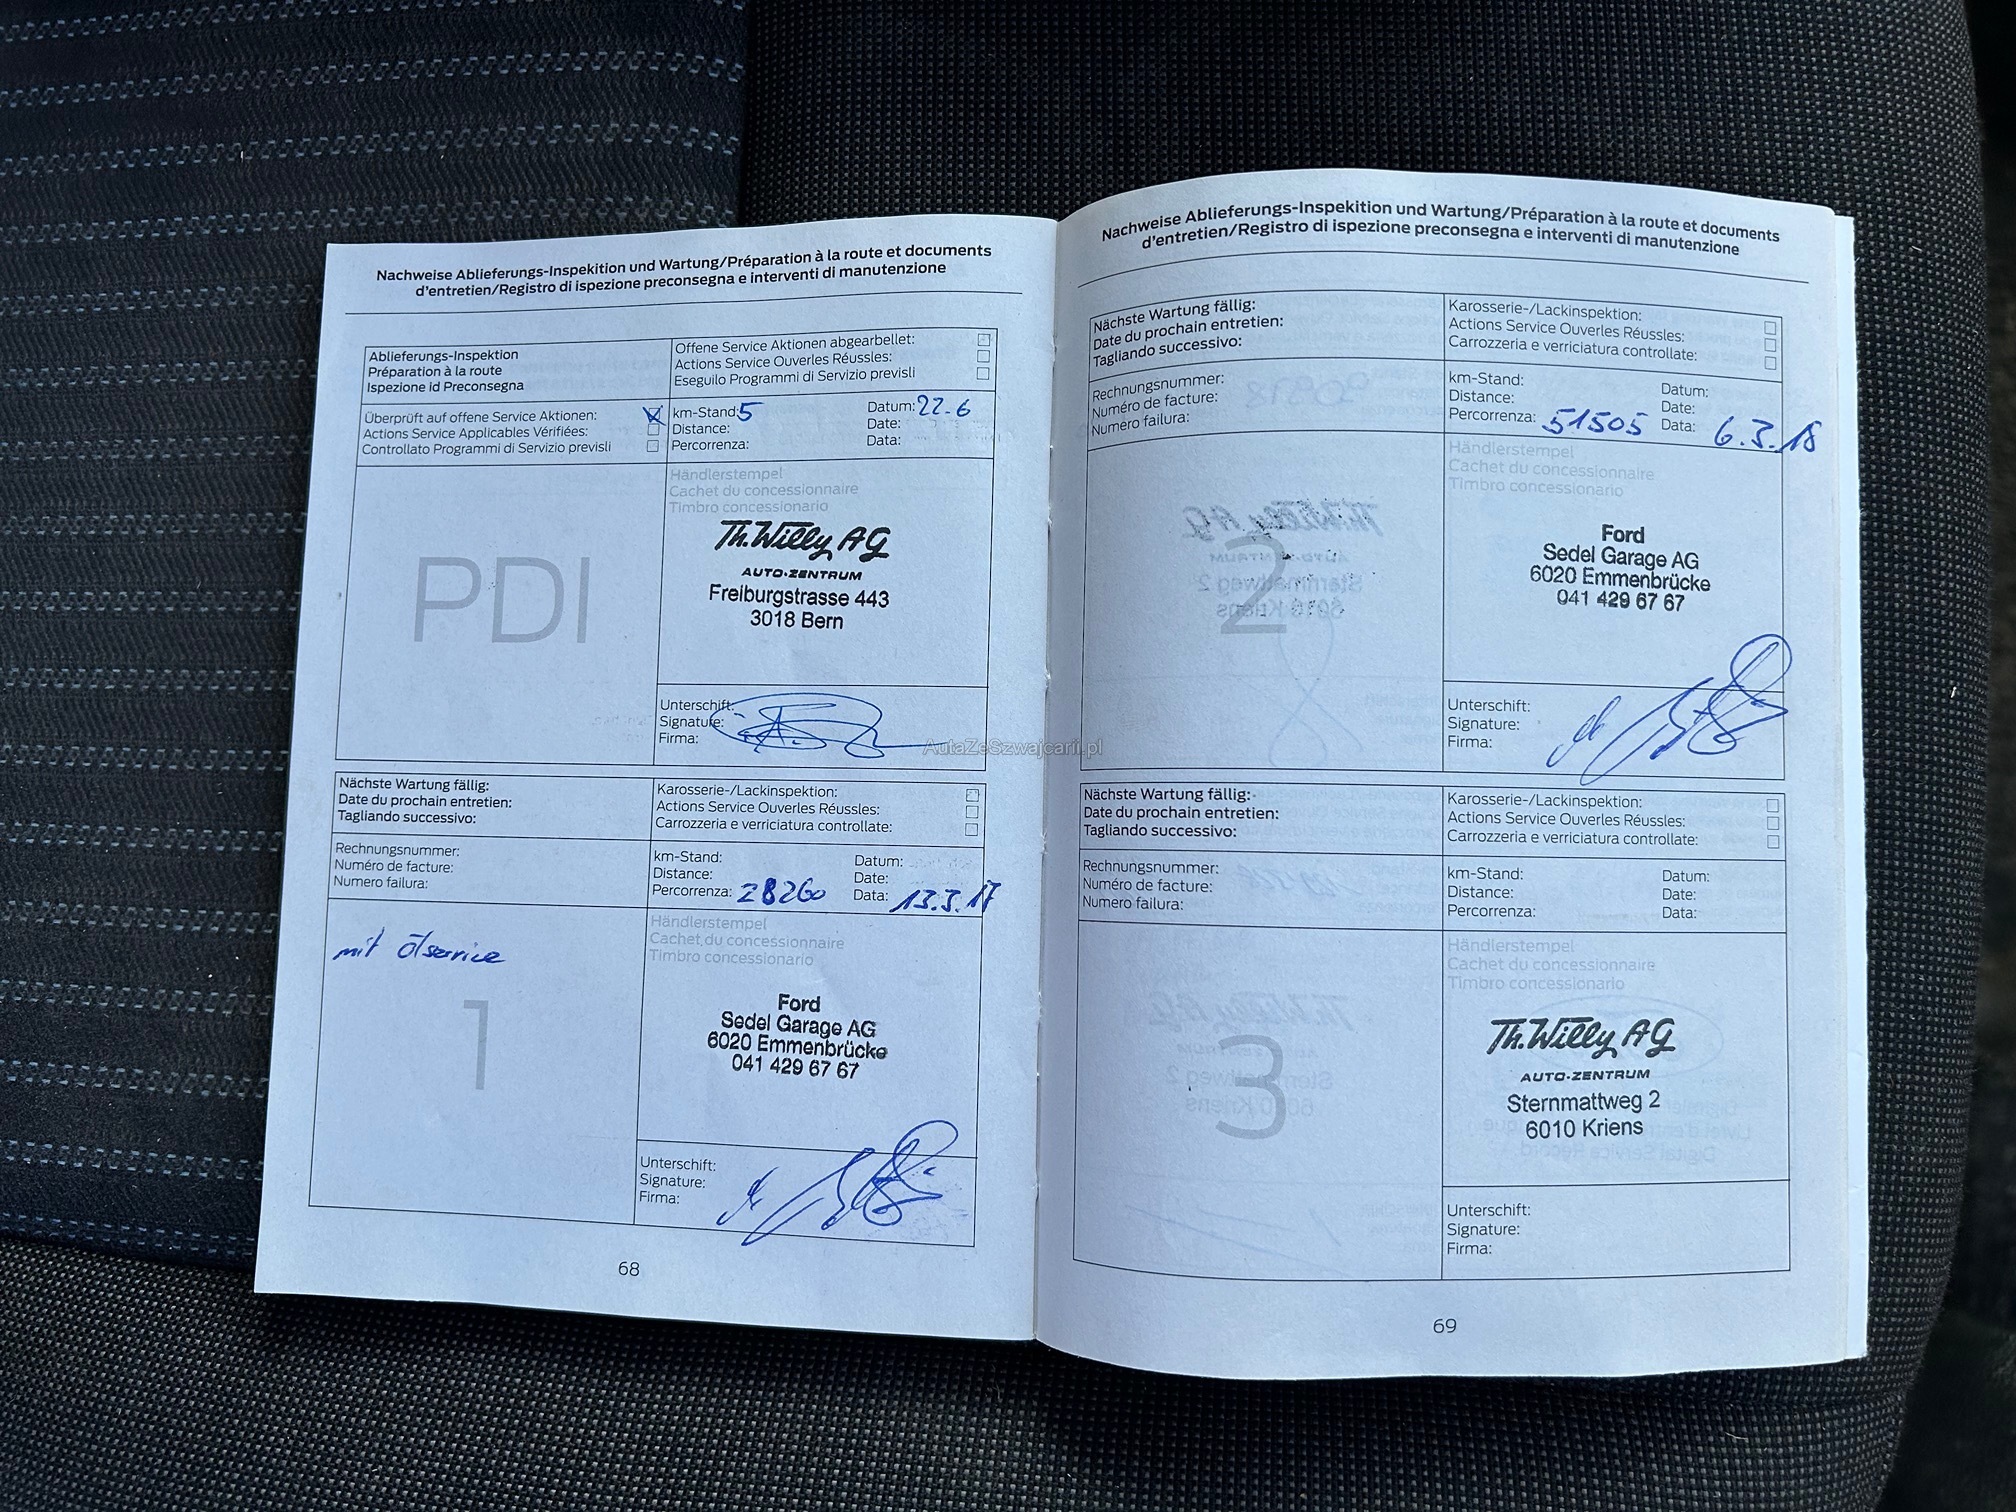 Nachweise Ablieferungs-Inspekition und Wartung/Préparation à la route et documents
d'entretien/Registro di ispezione preconsegna e interventi di manutenzione
Ablieferungs-Inspektion
Préparation à la route
Ispezione id Preconsegna
Offene Service Aktionen abgearbellet:
Actions Service Ouverles Réussles:
Eseguilo Programmi di Servizio previsli
Überprüft auf offene Service Aktionen:
Actions Service Applicables Vérifiées:
Controllato Programmi di Servizio previsli
km-Stand: 5
Distance:
Percorrenza:
Datum: 22.6
Date:
Data:
PDI
Händlerstempel
Cachet du concessionnaire
Timbro concessionario
Th. Willy AG
AUTO-ZENTRUM
Freiburgstrasse 443
3018 Bern
Unterschift:
Signature:
Firma:
Nächste Wartung fällig:
Date du prochain entretien:
Tagliando successivo:
Karosserie-/Lackinspektion:
Actions Service Ouverles Réussles:
Carrozzeria e verriciatura controllate:
Rechnungsnummer:
Numéro de facture:
Numero failura:
km-Stand:
Distance:
Percorrenza: 28260
Datum:
Date:
Data: 13.3.17
mit Ölservice
1
Händlerstempel
Cachet du concessionnaire
Timbro concessionario
Ford
Sedel Garage AG
6020 Emmenbrücke
041 429 67 67
Unterschift:
Signature:
Firma:
68
Nachweise Ablieferungs-Inspekition und Wartung/Préparation à la route et documents
d'entretien/Registro di ispezione preconsegna e interventi di manutenzione
Nächste Wartung fällig:
Date du prochain entretien:
Tagliando successivo:
Karosserie-/Lackinspektion:
Actions Service Ouverles Réussles:
Carrozzeria e verriciatura controllate:
Rechnungsnummer:
Numéro de facture:
Numero failura:
km-Stand:
Distance:
Percorrenza: 51505
Datum:
Date:
Data: 6.3.18
2
Händlerstempel
Cachet du concessionnaire
Timbro concessionario
Ford
Sedel Garage AG
6020 Emmenbrücke
041 429 67 67
Unterschift:
Signature:
Firma:
AutaZeSzwajcarii.pl
Nächste Wartung fällig:
Date du prochain entretien:
Tagliando successivo:
Karosserie-/Lackinspektion:
Actions Service Ouverles Réussles:
Carrozzeria e verriciatura controllate:
Rechnungsnummer:
Numéro de facture:
Numero failura:
km-Stand:
Distance:
Percorrenza:
Datum:
Date:
Data:
3
Händlerstempel
Cachet du concessionnaire
Timbro concessionario
Th. Willy AG
AUTO-ZENTRUM
Sternmattweg 2
6010 Kriens
Unterschift:
Signature:
Firma:
69